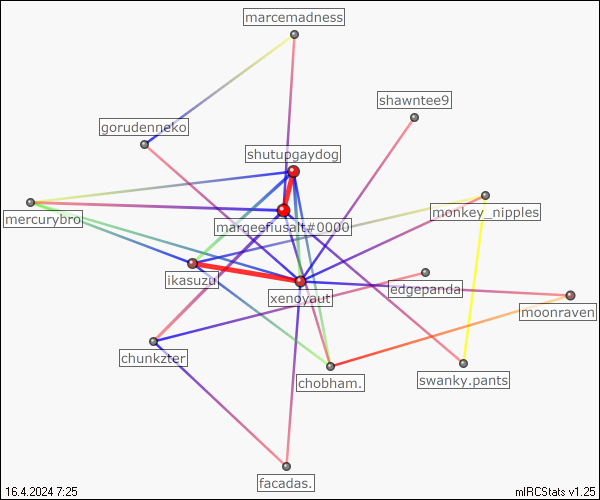 marcemadness
shawntee9
gorudenneko
shutupgaydog
mercurybro
monkey_nipples
marqeefiusalt#0000
ikasuzu
edgepanda
xenoyaut
moonraven
chunkzter
chobham.
swanky.pants
facadas.
16.4.2024 7:25
mIRCStats v1.25